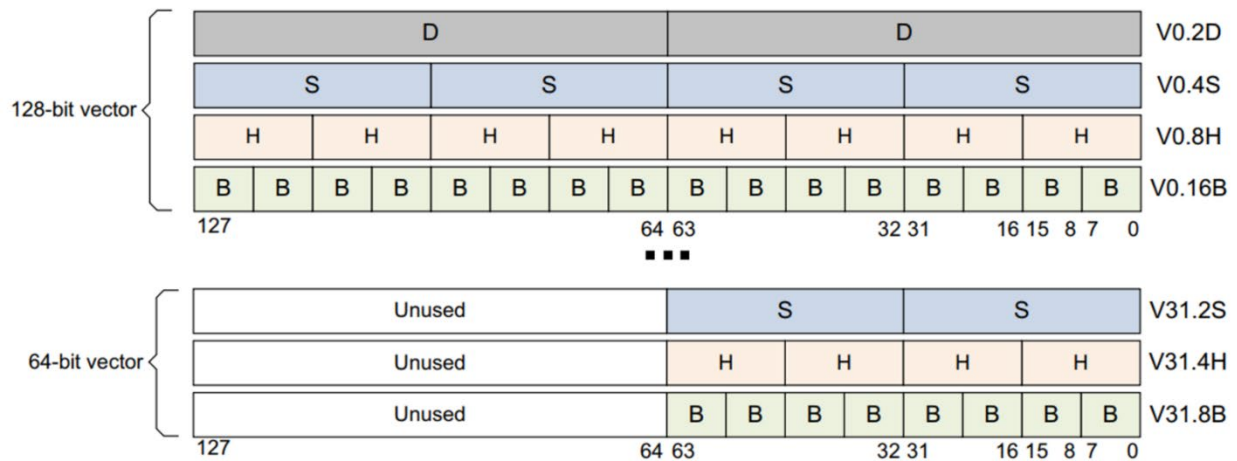 D D V0.2D
128-bit vector S S S S V0.4S
H H H H H H H H V0.8H
B B B B B B B B B B B B B B B B V0.16B
127 64 63 32 31 16 15 8 7 0
...
Unused S S V31.2S
64-bit vector Unused H H H H V31.4H
Unused B B B B B B B B V31.8B
127 64 63 32 31 16 15 8 7 0